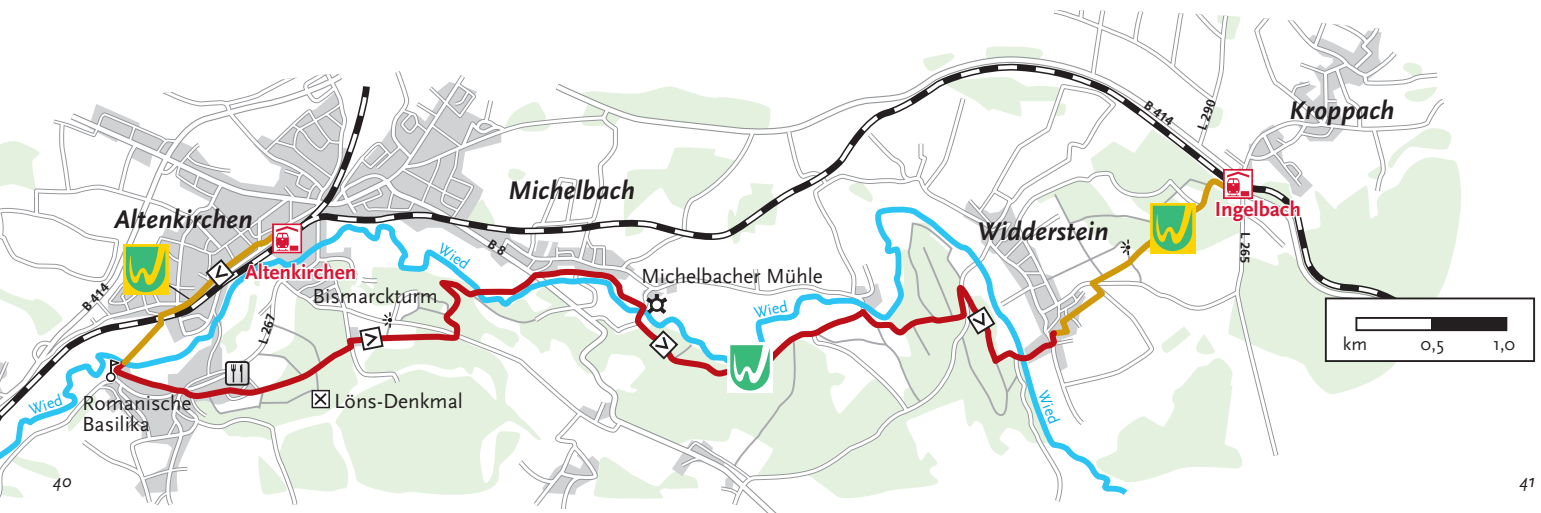 B 414
L 290
Kroppach
Michelbach
Ingelbach
Altenkirchen
Widderstein
B 8
Wied
L 265
Altenkirchen
Michelbacher Mühle
B 414
Bismarckturm
Wied
L 267
km 0,5 1,0
Wied
Romanische
Basilika
Löns-Denkmal
Wied
40
41